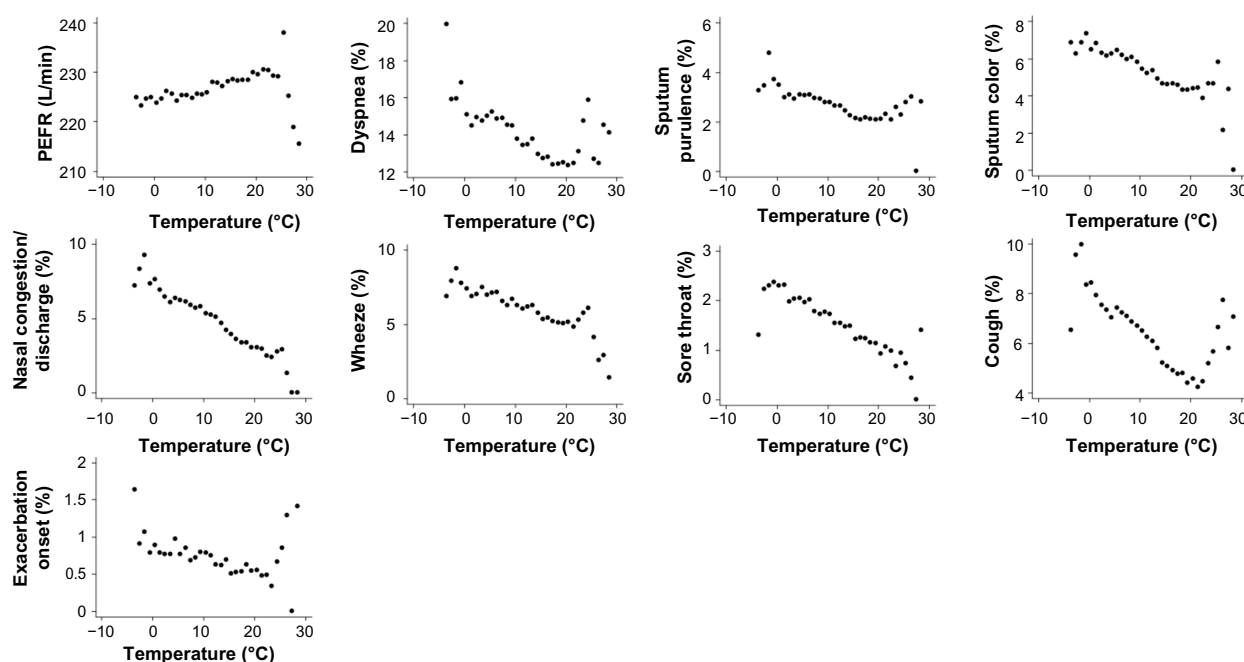 PEFR (L/min)
240
230
220
210
−10 0 10 20 30
Temperature (°C)
Dyspnea (%)
20
18
16
14
12
−10 0 10 20 30
Temperature (°C)
Sputum
purulence (%)
6
4
2
0
−10 0 10 20 30
Temperature (°C)
Sputum color (%)
8
6
4
2
0
−10 0 10 20 30
Temperature (°C)
Nasal congestion/
discharge (%)
10
5
0
−10 0 10 20 30
Temperature (°C)
Wheeze (%)
10
5
0
−10 0 10 20 30
Temperature (°C)
Sore throat (%)
3
2
1
0
−10 0 10 20 30
Temperature (°C)
Cough (%)
10
8
6
4
−10 0 10 20 30
Temperature (°C)
Exacerbation
onset (%)
2
1.5
1
0.5
0
−10 0 10 20 30
Temperature (°C)